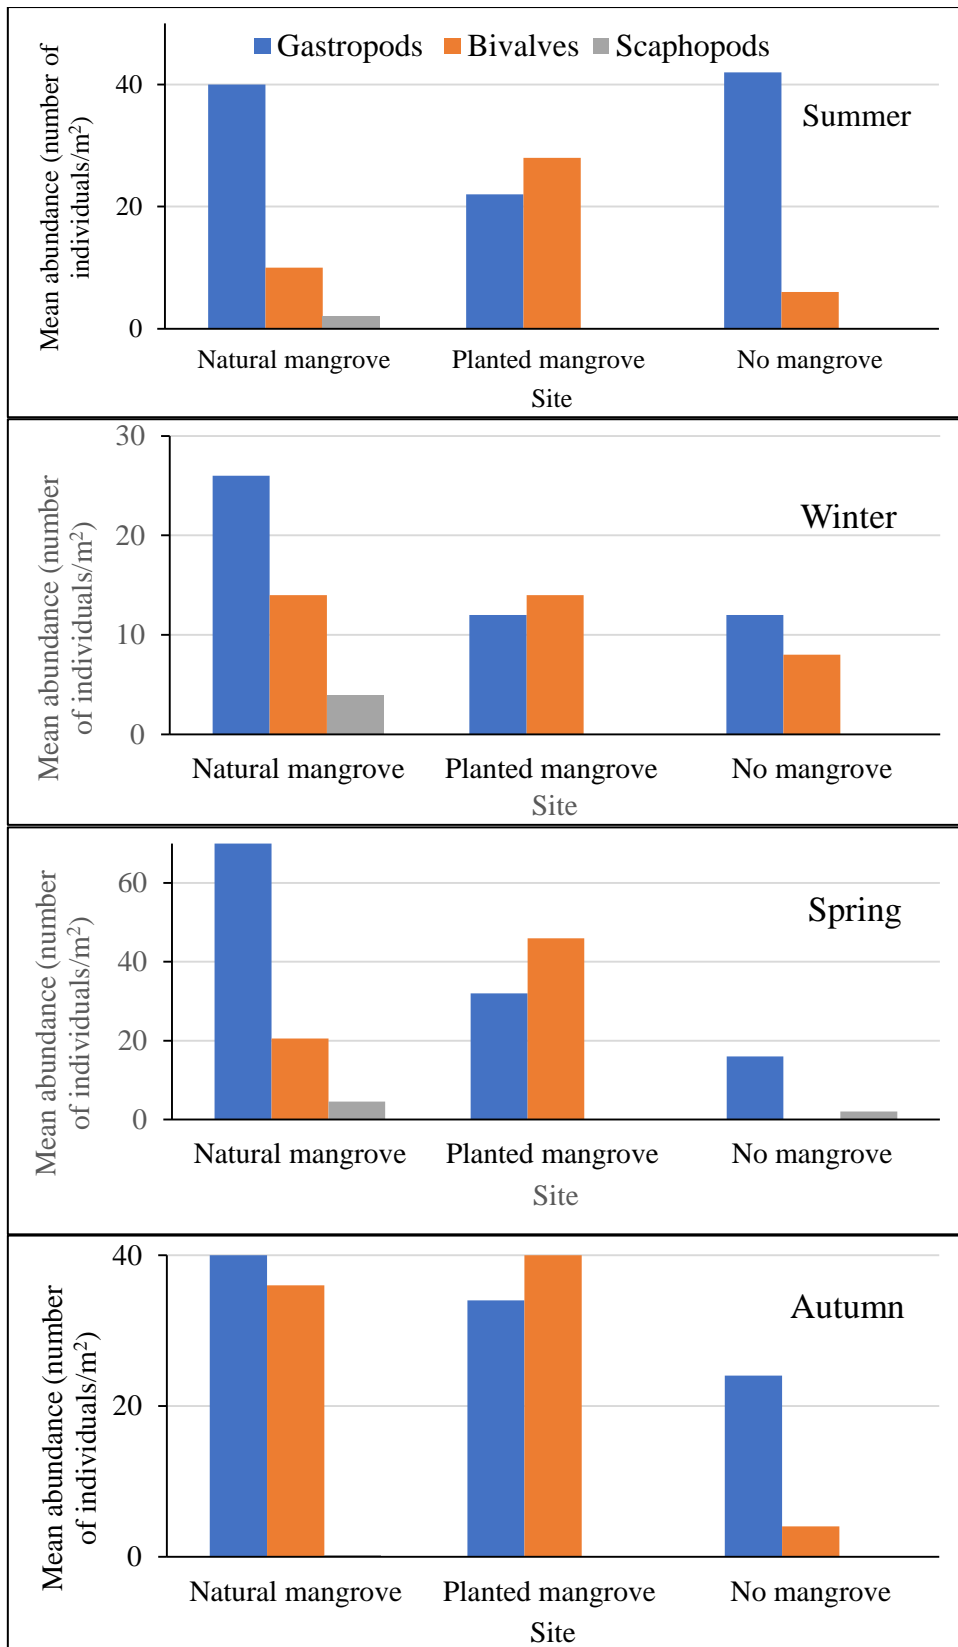 Gastropods Bivalves Scaphopods
Summer
Mean abundance (number of
individuals/m²)
40
20
0
Natural mangrove Planted mangrove No mangrove
Site
Winter
Mean abundance (number
of individuals/m²)
30
20
10
0
Natural mangrove Planted mangrove No mangrove
Site
Spring
Mean abundance (number
of individuals/m²)
60
40
20
0
Natural mangrove Planted mangrove No mangrove
Site
Autumn
Mean abundance (number
of individuals/m²)
40
20
0
Natural mangrove Planted mangrove No mangrove
Site